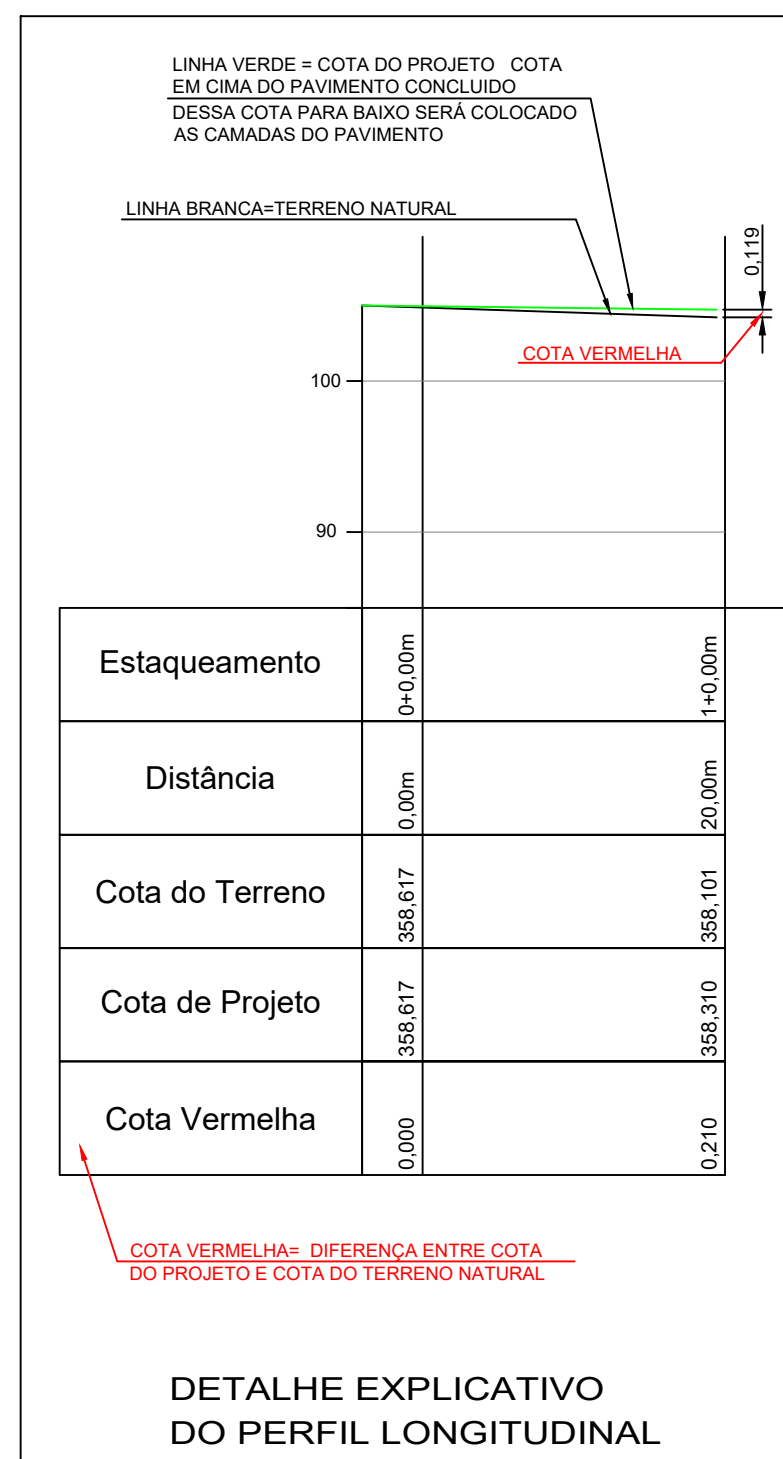 LINHA VERDE = COTA DO PROJETO COTA
EM CIMA DO PAVIMENTO CONCLUIDO
DESSA COTA PARA BAIXO SERÁ COLOCADO
AS CAMADAS DO PAVIMENTO
LINHA BRANCA=TERRENO NATURAL
0,119
COTA VERMELHA
100
90
Estaqueamento
0+0,00m
1+0,00m
Distância
0,00m
20,00m
Cota do Terreno
358,617
358,101
Cota de Projeto
358,617
358,310
Cota Vermelha
0,000
0,210
COTA VERMELHA= DIFERENÇA ENTRE COTA
DO PROJETO E COTA DO TERRENO NATURAL
DETALHE EXPLICATIVO
DO PERFIL LONGITUDINAL